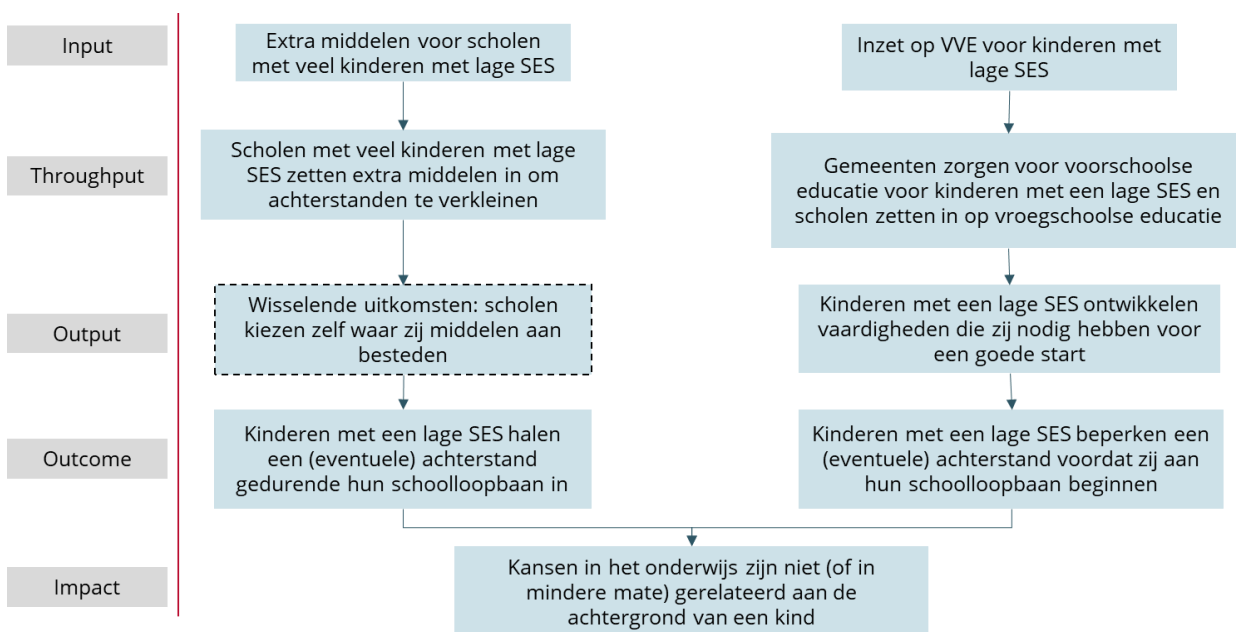 Input
Extra middelen voor scholen
met veel kinderen met lage SES
Inzet op VVE voor kinderen met
lage SES
Throughput
Scholen met veel kinderen met lage
SES zetten extra middelen in om
achterstanden te verkleinen
Gemeenten zorgen voor voorschoolse
educatie voor kinderen met een lage SES en
scholen zetten in op vroegschoolse educatie
Output
Wisselende uitkomsten: scholen
kiezen zelf waar zij middelen aan
besteden
Kinderen met een lage SES ontwikkelen
vaardigheden die zij nodig hebben voor
een goede start
Outcome
Kinderen met een lage SES halen
een (eventuele) achterstand
gedurende hun schoolloopbaan in
Kinderen met een lage SES beperken een
(eventuele) achterstand voordat zij aan
hun schoolloopbaan beginnen
Impact
Kansen in het onderwijs zijn niet (of in
mindere mate) gerelateerd aan de
achtergrond van een kind